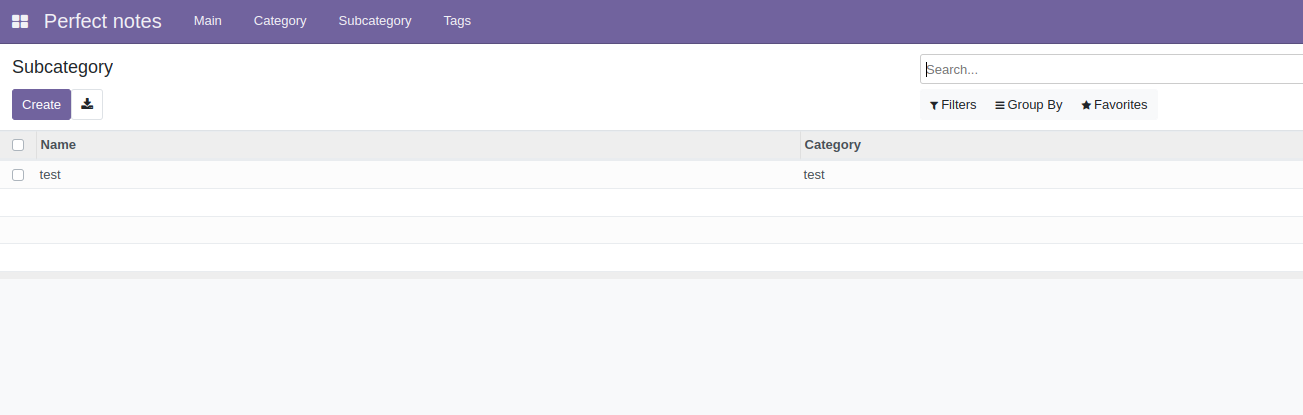 Perfect notes Main Category Subcategory Tags
Subcategory
Search...
Create
Filters Group By Favorites
Name Category
test test